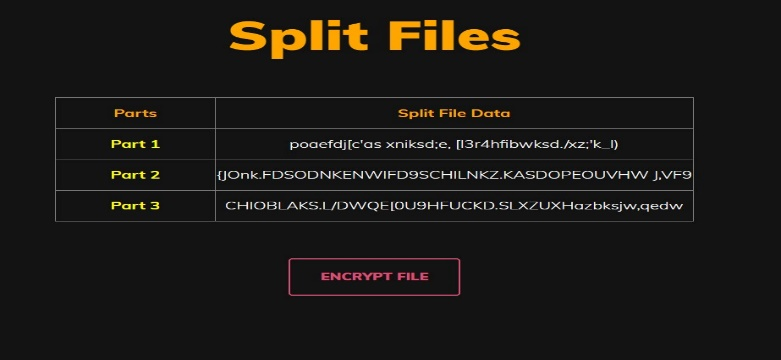 Split Files
Parts Split File Data
Part 1 poaefdj[c'as xniksd;e, [l3r4hfibwksd./xz;'k_l)
Part 2 {JOnk.FDSODNKENWIFD9SCHILNKZ.KASDOPEOUVHW J,VF9
Part 3 CHIOBLAKS.L/DWQE[0U9HFUCKD.SLXZUXHazbksjw,qedw
ENCRYPT FILE